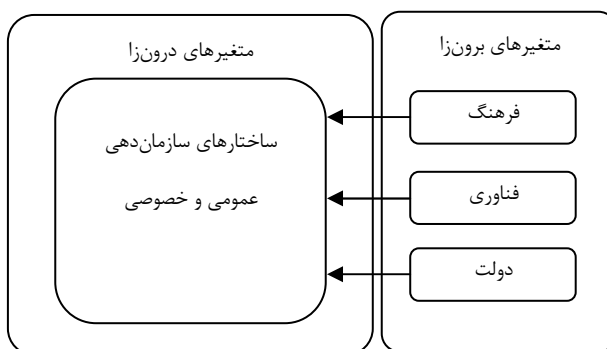 متغیرهای برون‌زا
فرهنگ
فناوری
دولت
متغیرهای درون‌زا
ساختارهای سازمان‌دهی
عمومی و خصوصی